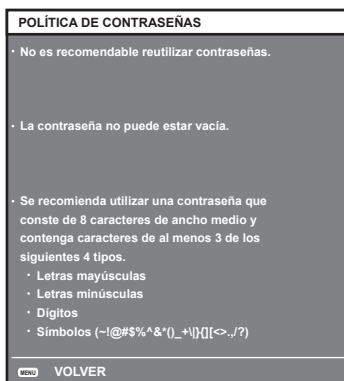 POLÍTICA DE CONTRASEÑAS
· No es recomendable reutilizar contraseñas.
· La contraseña no puede estar vacía.
· Se recomienda utilizar una contraseña que
conste de 8 caracteres de ancho medio y
contenga caracteres de al menos 3 de los
siguientes 4 tipos.
· Letras mayúsculas
· Letras minúsculas
· Dígitos
· Símbolos (~!@#$%^&*()_+\|}{][<>.,/?)
MENU VOLVER